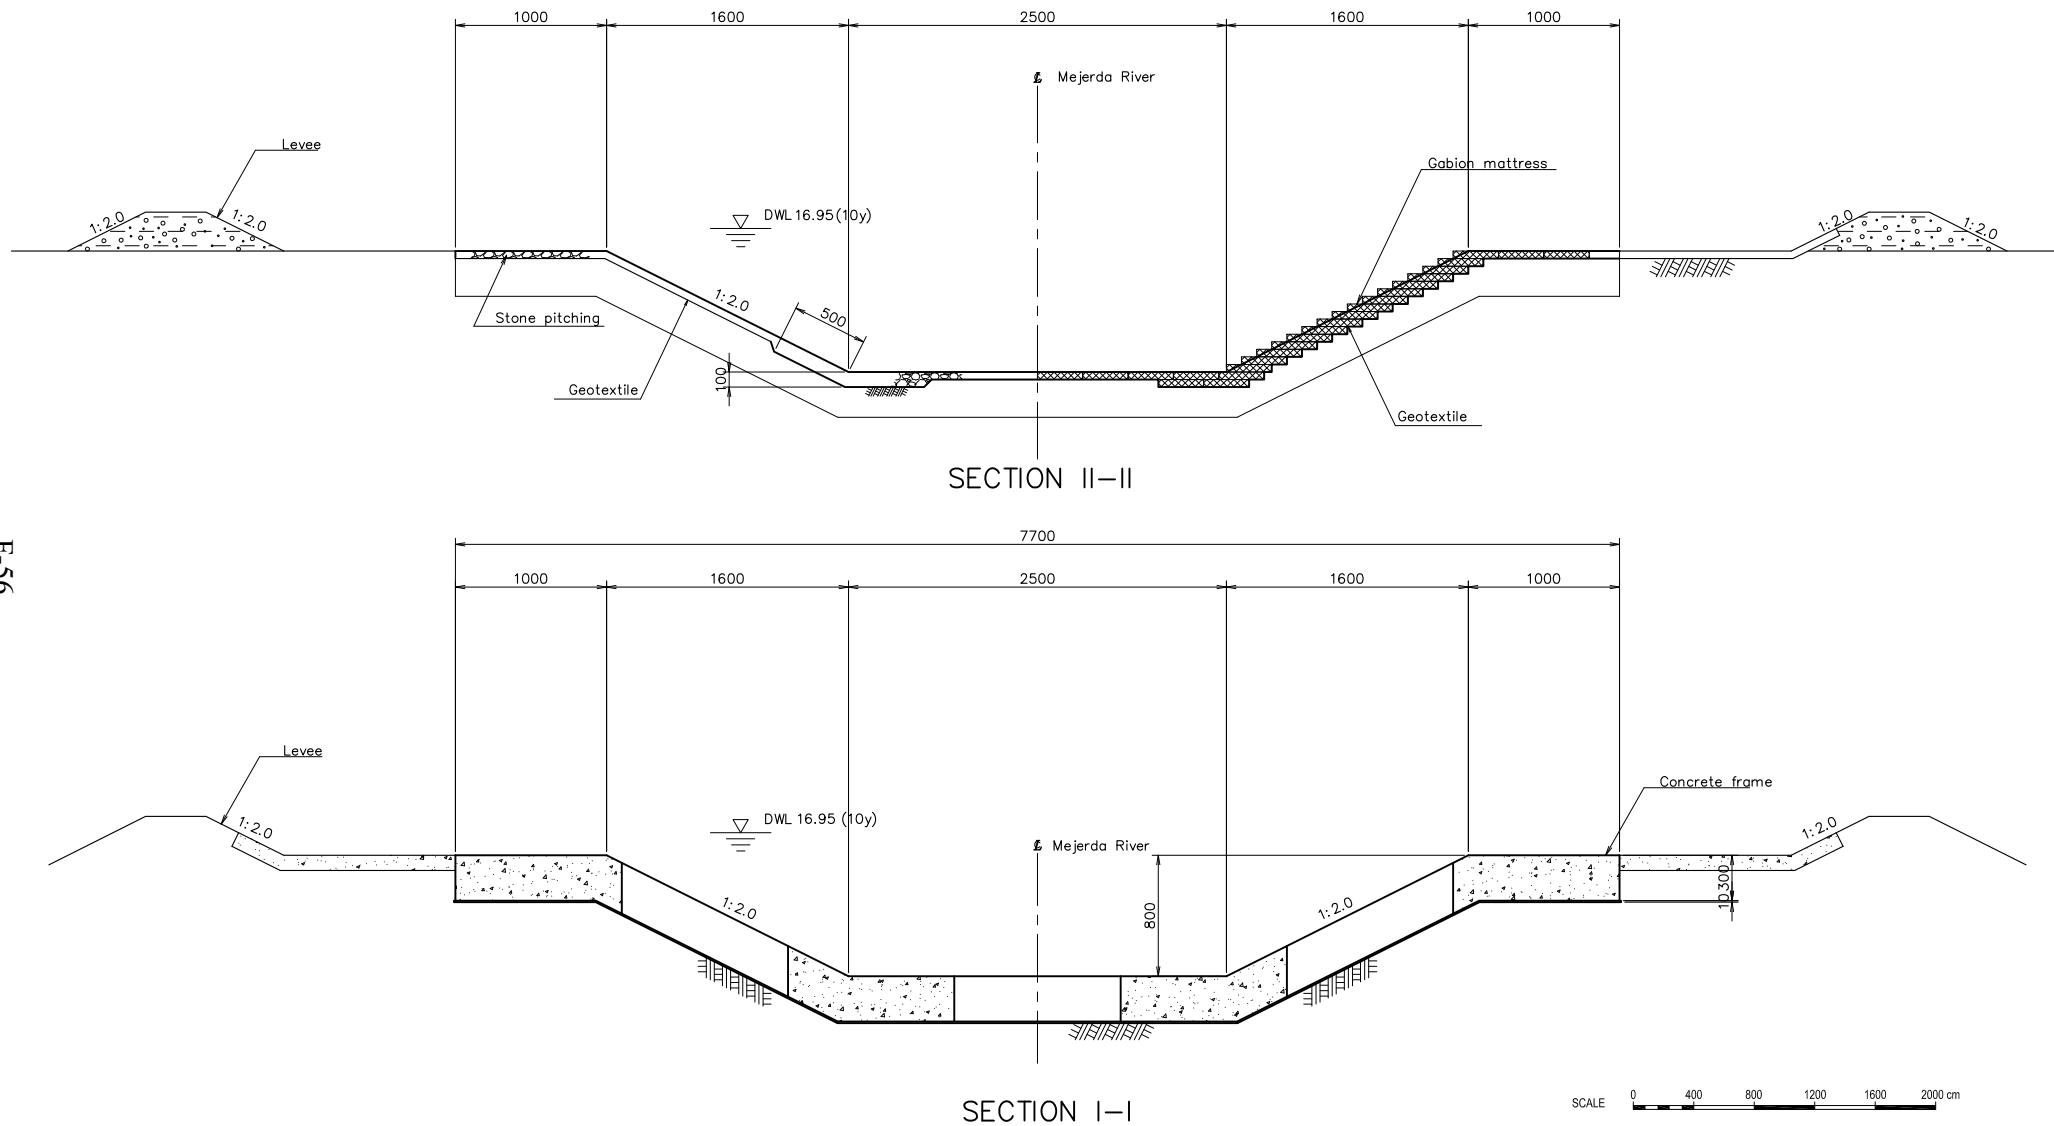 1000 1600 2500 1600 1000
℄ Mejerda River
Levee
Gabion mattress
1:2.0 1:2.0
DWL 16.95 (10y)
1:2.0 1:2.0
1:2.0
500
Stone pitching
100
Geotextile
Geotextile
SECTION II-II
7700
E-56
1000 1600 2500 1600 1000
Levee
Concrete frame
1:2.0
DWL 16.95 (10y)
1:2.0
℄ Mejerda River
10 300
1:2.0
800
1:2.0
SCALE 0 400 800 1200 1600 2000 cm
SECTION I-I